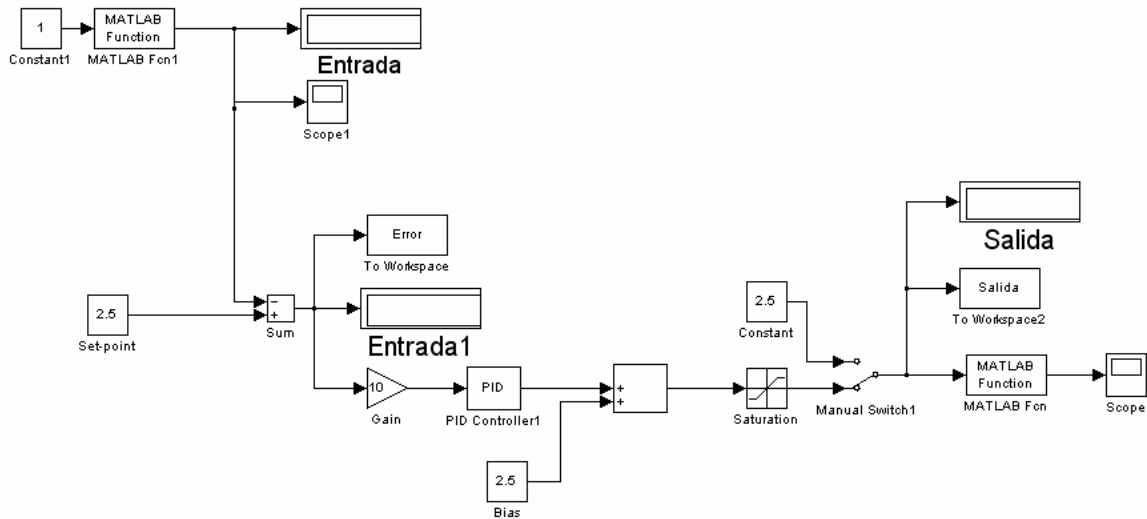 1
Constant1
MATLAB
Function
MATLAB Fcn1
Entrada
Scope1
Error
To Workspace
2.5
Set-point
−
+
Sum
Entrada1
10
Gain
PID
PID Controller1
2.5
Bias
+
+
Saturation
2.5
Constant
Manual Switch1
Salida
Salida
To Workspace2
MATLAB
Function
MATLAB Fcn
Scope